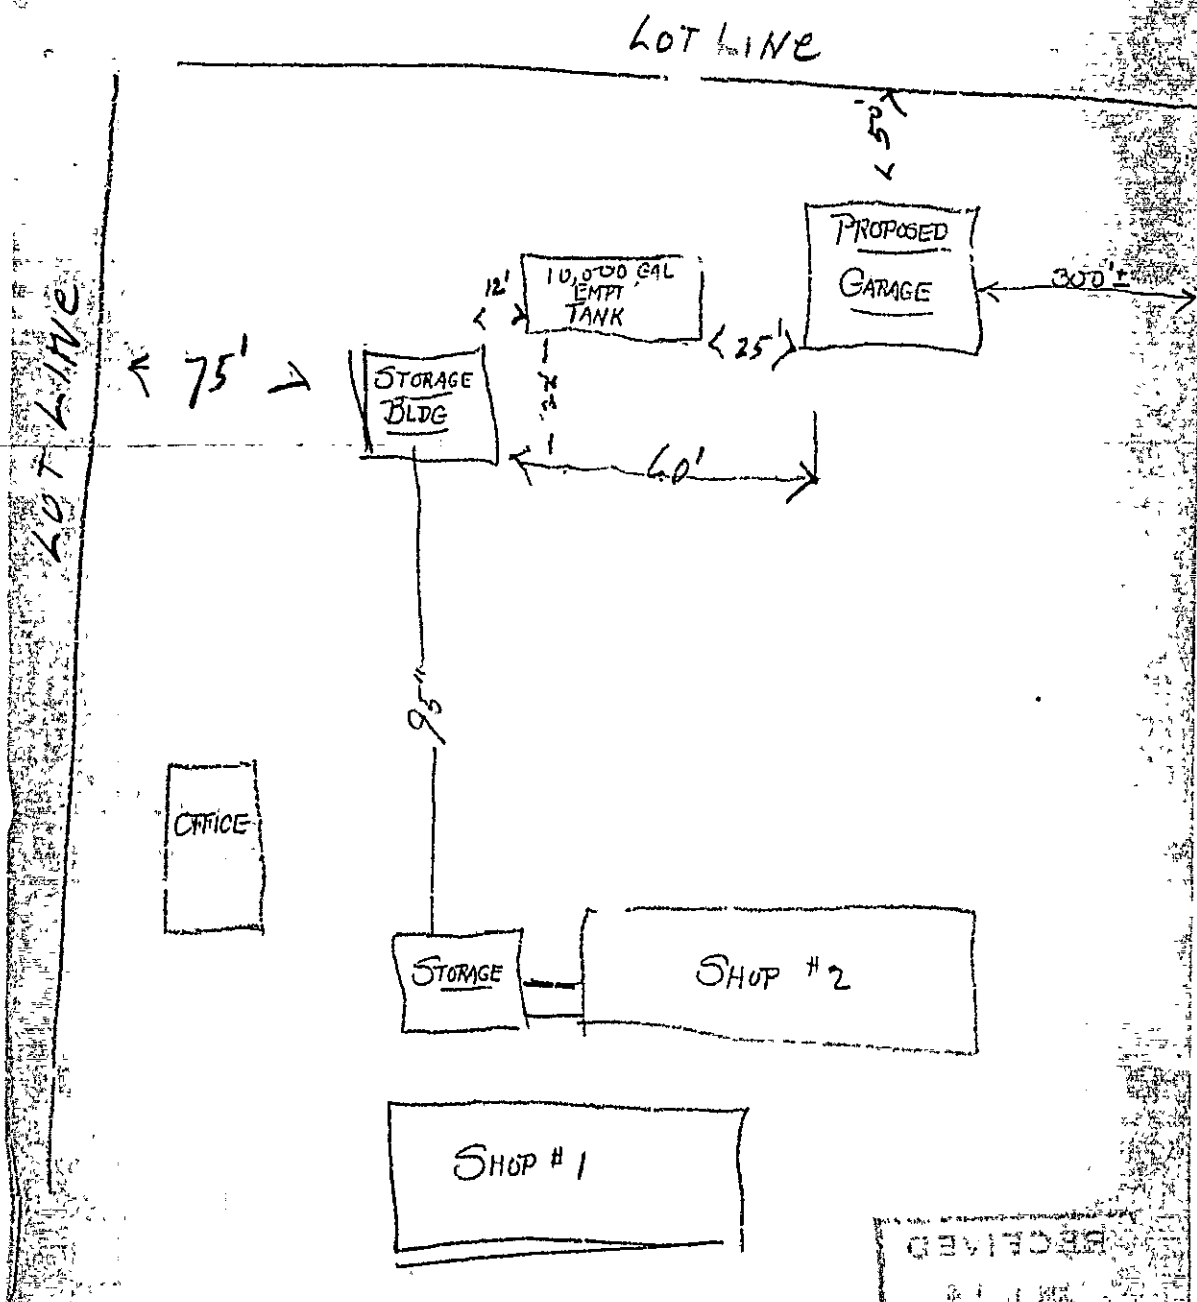 LOT LINE
50'
PROPOSED
GARAGE
300'±
10,000 GAL
EMPT
TANK
12'
25'
LOT LINE
75'
STORAGE
BLDG
60'
95"
OFFICE
STORAGE
SHOP #2
SHOP #1
RECEIVED